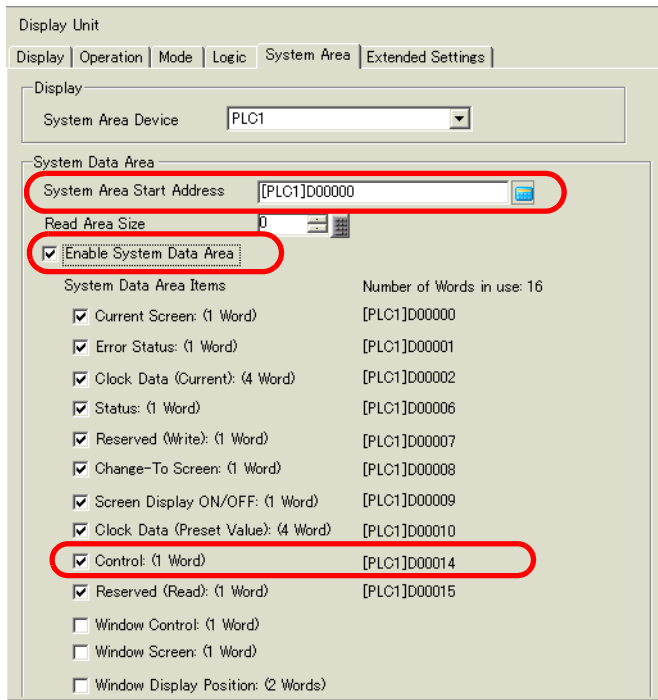 Display Unit
Display Operation Mode Logic System Area Extended Settings
Display
System Area Device PLC1
System Data Area
System Area Start Address [PLC1]D00000
Read Area Size 0
Enable System Data Area
System Data Area Items Number of Words in use: 16
Current Screen: (1 Word) [PLC1]D00000
Error Status: (1 Word) [PLC1]D00001
Clock Data (Current): (4 Word) [PLC1]D00002
Status: (1 Word) [PLC1]D00006
Reserved (Write): (1 Word) [PLC1]D00007
Change-To Screen: (1 Word) [PLC1]D00008
Screen Display ON/OFF: (1 Word) [PLC1]D00009
Clock Data (Preset Value): (4 Word) [PLC1]D00010
Control: (1 Word) [PLC1]D00014
Reserved (Read): (1 Word) [PLC1]D00015
Window Control: (1 Word)
Window Screen: (1 Word)
Window Display Position: (2 Words)